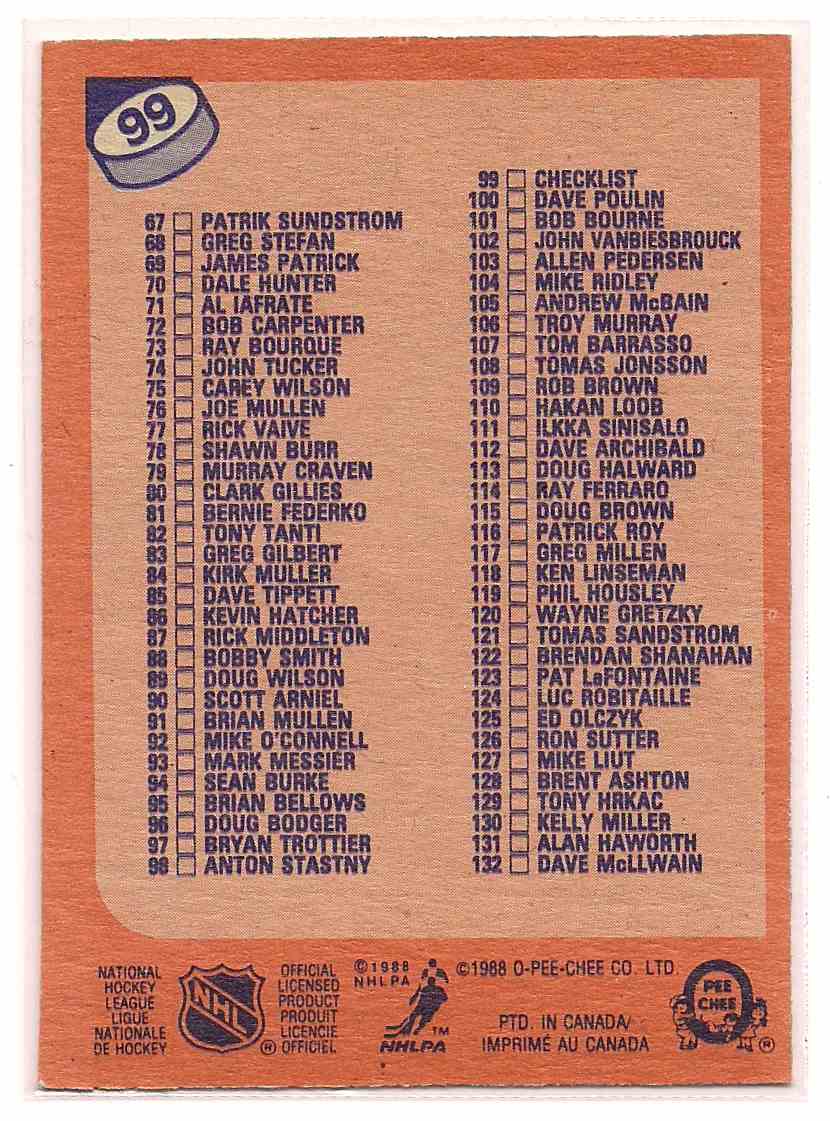 99
67 PATRIK SUNDSTROM
68 GREG STEFAN
69 JAMES PATRICK
70 DALE HUNTER
71 AL IAFRATE
72 BOB CARPENTER
73 RAY BOURQUE
74 JOHN TUCKER
75 CAREY WILSON
76 JOE MULLEN
77 RICK VAIVE
78 SHAWN BURR
79 MURRAY CRAVEN
80 CLARK GILLIES
81 BERNIE FEDERKO
82 TONY TANTI
83 GREG GILBERT
84 KIRK MULLER
85 DAVE TIPPETT
86 KEVIN HATCHER
87 RICK MIDDLETON
88 BOBBY SMITH
89 DOUG WILSON
90 SCOTT ARNIEL
91 BRIAN MULLEN
92 MIKE O'CONNELL
93 MARK MESSIER
94 SEAN BURKE
95 BRIAN BELLOWS
96 DOUG BODGER
97 BRYAN TROTTIER
98 ANTON STASTNY
99 CHECKLIST
100 DAVE POULIN
101 BOB BOURNE
102 JOHN VANBIESBROUCK
103 ALLEN PEDERSEN
104 MIKE RIDLEY
105 ANDREW McBAIN
106 TROY MURRAY
107 TOM BARRASSO
108 TOMAS JONSSON
109 ROB BROWN
110 HAKAN LOOB
111 ILKKA SINISALO
112 DAVE ARCHIBALD
113 DOUG HALWARD
114 RAY FERRARO
115 DOUG BROWN
116 PATRICK ROY
117 GREG MILLEN
118 KEN LINSEMAN
119 PHIL HOUSLEY
120 WAYNE GRETZKY
121 TOMAS SANDSTROM
122 BRENDAN SHANAHAN
123 PAT LaFONTAINE
124 LUC ROBITAILLE
125 ED OLCZYK
126 RON SUTTER
127 MIKE LIUT
128 BRENT ASHTON
129 TONY HRKAC
130 KELLY MILLER
131 ALAN HAWORTH
132 DAVE McLLWAIN
NATIONAL
HOCKEY
LEAGUE
LIGUE
NATIONALE
DE HOCKEY
NHL
®
OFFICIAL
LICENSED
PRODUCT
PRODUIT
LICENCIE
OFFICIEL
©1988
NHLPA
TM
NHLPA
©1988 O-PEE-CHEE CO. LTD.
PTD. IN CANADA/
IMPRIMÉ AU CANADA
O
PEE
CHEE
®